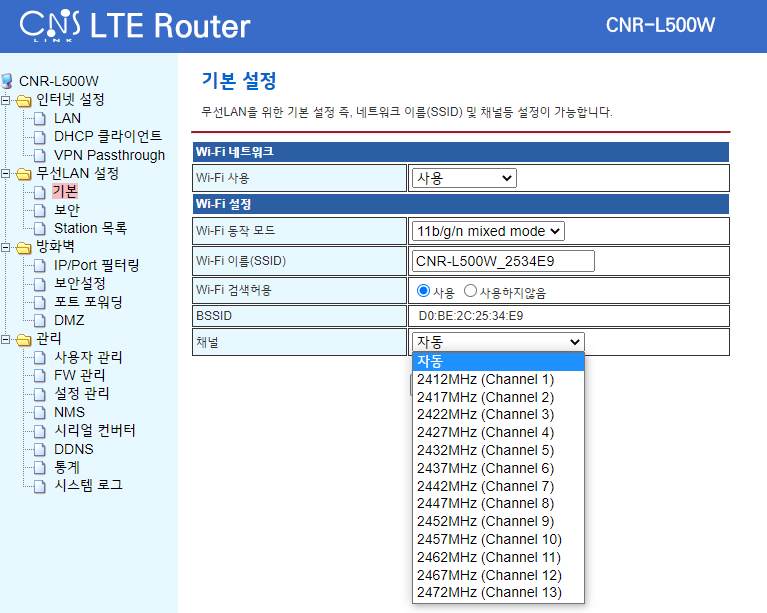 CNS LINK LTE Router
CNR-L500W
CNR-L500W
인터넷 설정
LAN
DHCP 클라이언트
VPN Passthrough
무선LAN 설정
기본
보안
Station 목록
방화벽
IP/Port 필터링
보안설정
포트 포워딩
DMZ
관리
사용자 관리
FW 관리
설정 관리
NMS
시리얼 컨버터
DDNS
통계
시스템 로그
기본 설정
무선LAN을 위한 기본 설정 즉, 네트워크 이름(SSID) 및 채널등 설정이 가능합니다.
Wi-Fi 네트워크
Wi-Fi 사용 사용
Wi-Fi 설정
Wi-Fi 동작 모드 11b/g/n mixed mode
Wi-Fi 이름(SSID) CNR-L500W_2534E9
Wi-Fi 검색허용 사용 사용하지않음
BSSID D0:BE:2C:25:34:E9
채널 자동
자동
2412MHz (Channel 1)
2417MHz (Channel 2)
2422MHz (Channel 3)
2427MHz (Channel 4)
2432MHz (Channel 5)
2437MHz (Channel 6)
2442MHz (Channel 7)
2447MHz (Channel 8)
2452MHz (Channel 9)
2457MHz (Channel 10)
2462MHz (Channel 11)
2467MHz (Channel 12)
2472MHz (Channel 13)